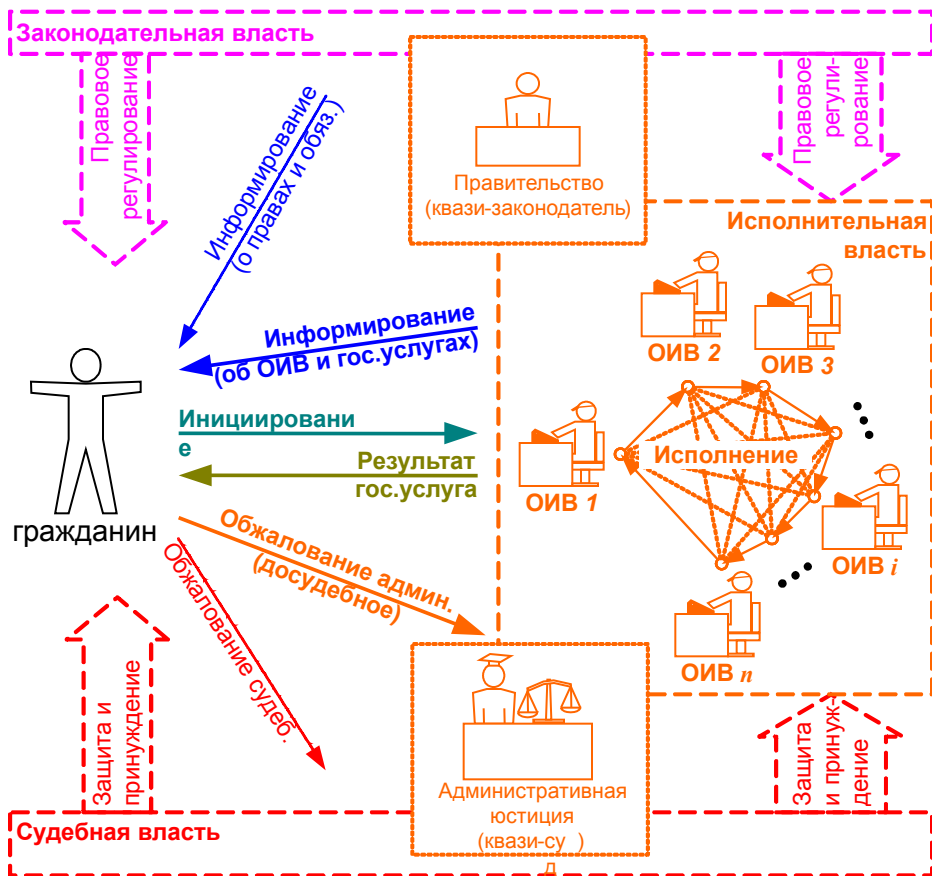 Законодательная власть
Правовое
регулирование
Правовое
регули-
рование
Информирование
(о правах и обяз.)
Правительство
(квази-законодатель)
Исполнительная
власть
ОИВ 2
ОИВ 3
Информирование
(об ОИВ и гос.услугах)
Инициировани
е
Результат
гос.услуга
ОИВ 1
Исполнение
ОИВ i
ОИВ n
гражданин
Обжалование админ.
(досудебное)
Обжалование судеб.
Защита и
принуждение
Защита
и принуж-
дение
Административная
юстиция
(квази-су )
д
Судебная власть